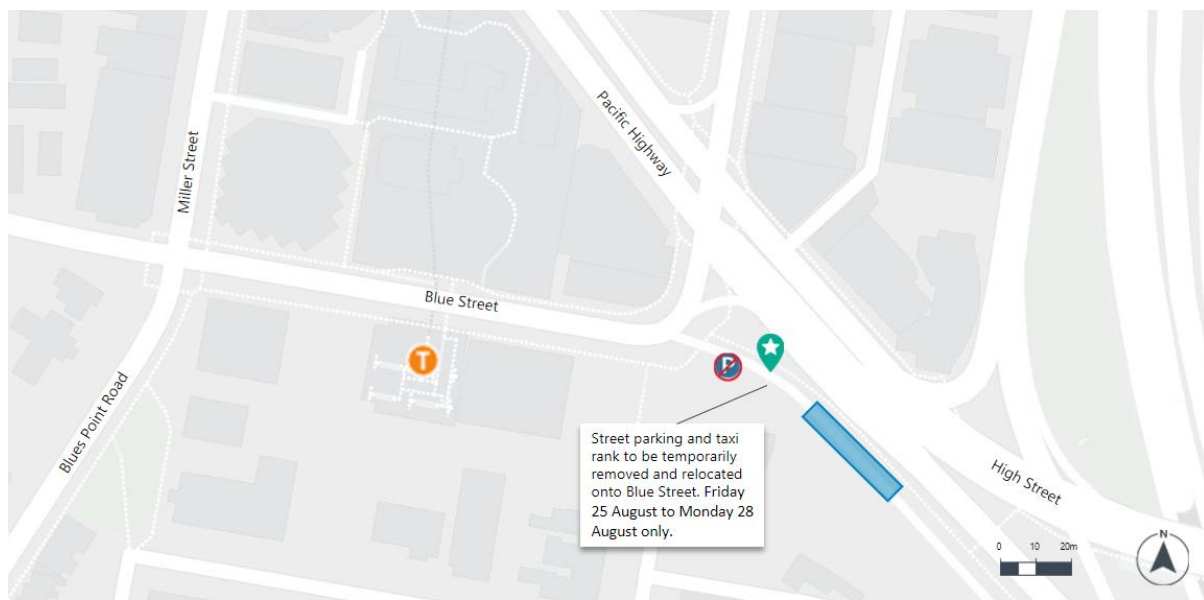 Pacific Highway
Miller Street
Blue Street
T
P
Blues Point Road
Street parking and taxi
rank to be temporarily
removed and relocated
onto Blue Street. Friday
25 August to Monday 28
August only.
High Street
0 10 20m
N